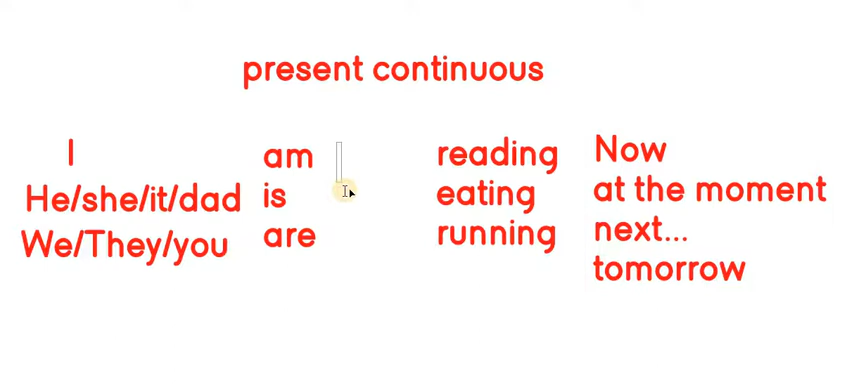 present continuous
I am reading Now
He/she/it/dad is eating at the moment
We/They/you are running next...
tomorrow